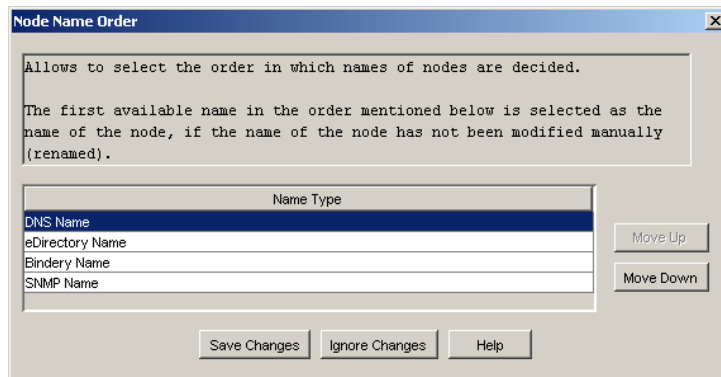 Node Name Order
Allows to select the order in which names of nodes are decided.
The first available name in the order mentioned below is selected as the
name of the node, if the name of the node has not been modified manually
(renamed).
Name Type
DNS Name
eDirectory Name
Bindery Name
SNMP Name
Move Up
Move Down
Save Changes
Ignore Changes
Help